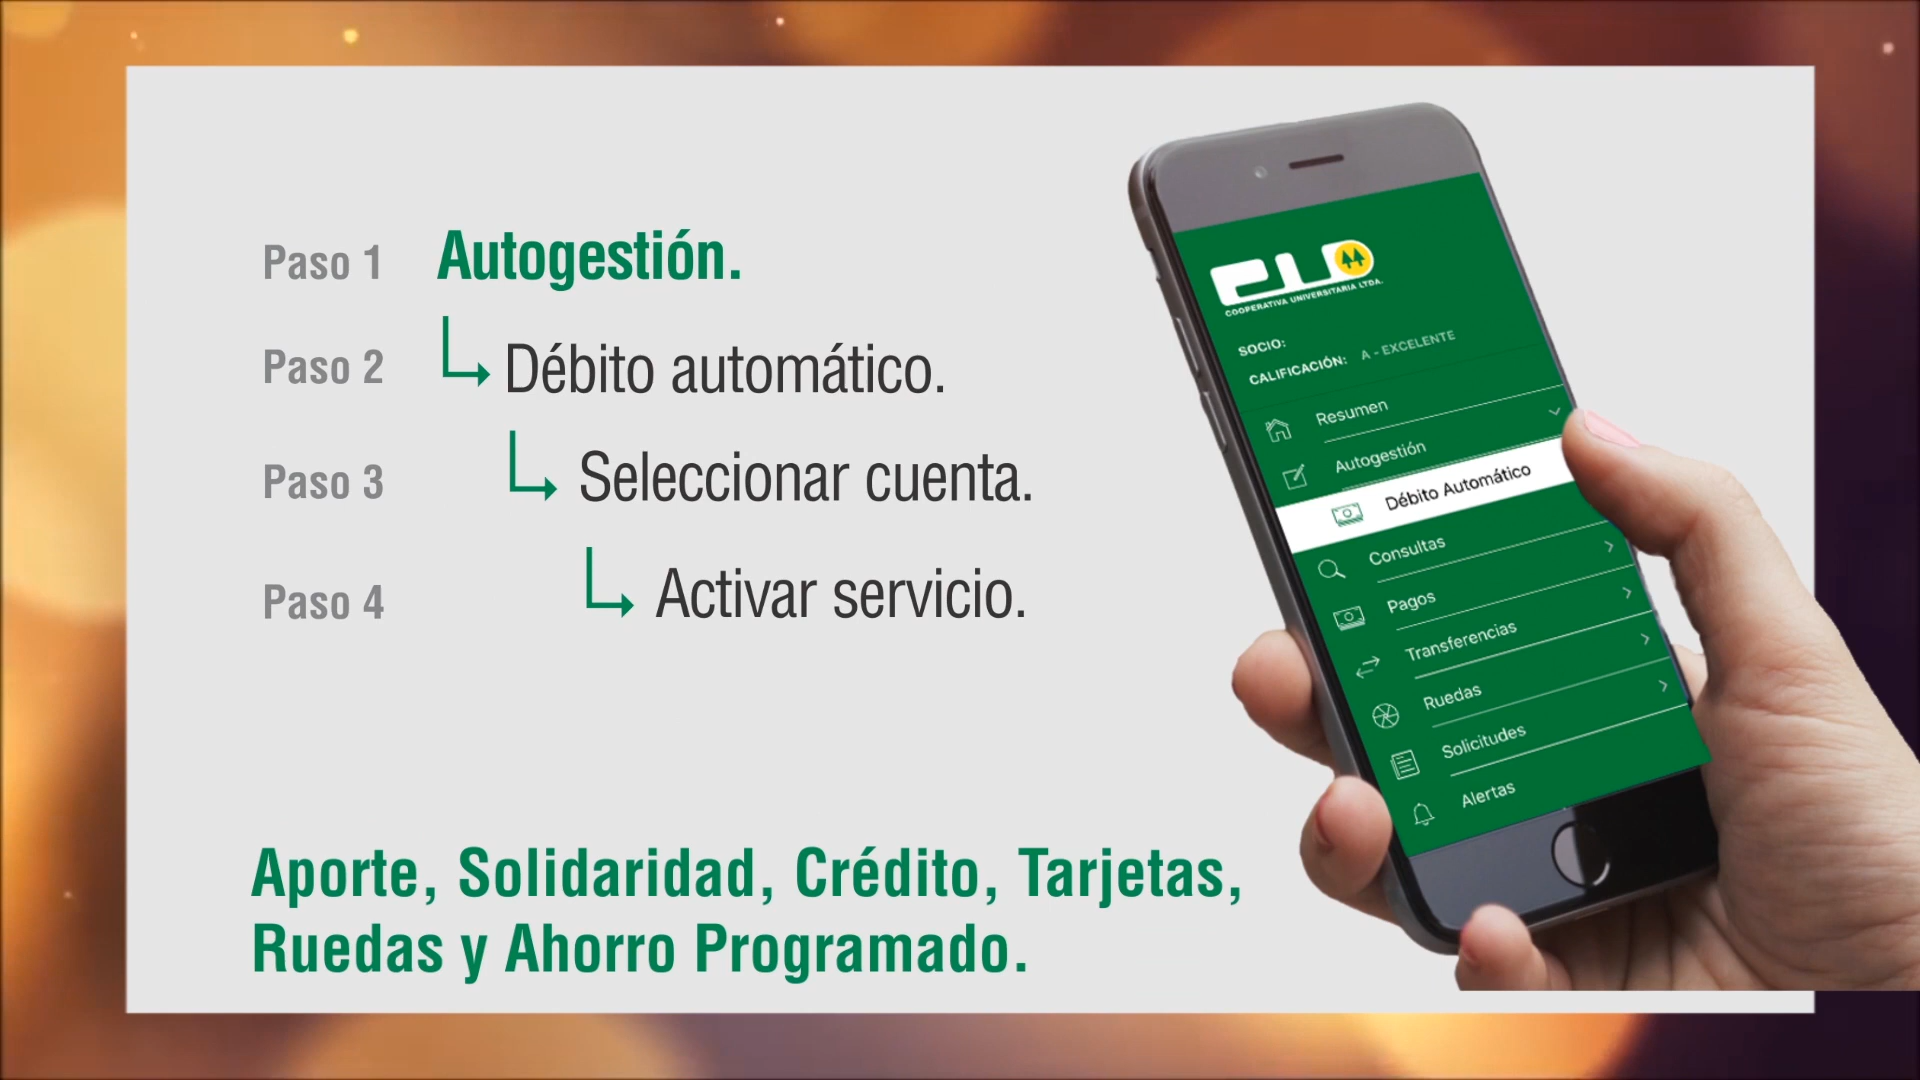 Paso 1 Autogestión.
Paso 2 Débito automático.
Paso 3 Seleccionar cuenta.
Paso 4 Activar servicio.
Aporte, Solidaridad, Crédito, Tarjetas,
Ruedas y Ahorro Programado.
CU
COOPERATIVA UNIVERSITARIA LTDA.
SOCIO:
CALIFICACIÓN: A - EXCELENTE
Resumen
Autogestión
Débito Automático
Consultas
Pagos
Transferencias
Ruedas
Solicitudes
Alertas